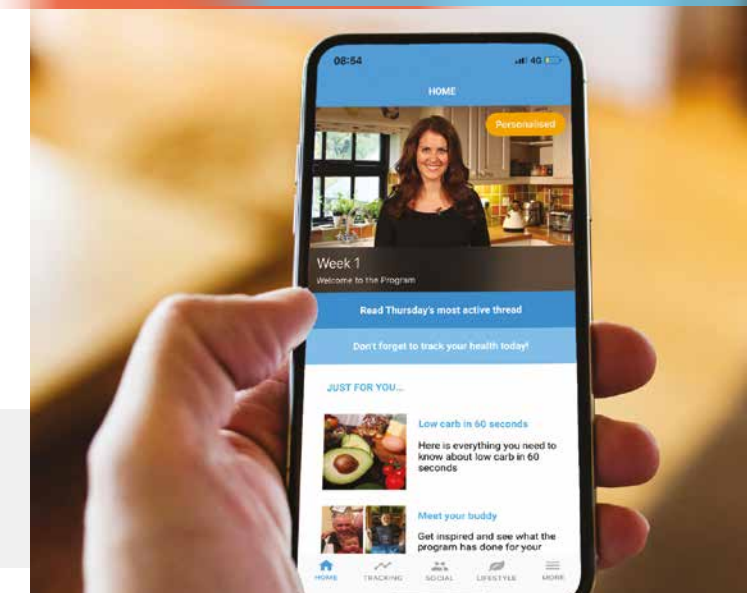 08:54
4G
HOME
Personalised
Week 1
Welcome to the Program
Read Thursday's most active thread
Don't forget to track your health today!
JUST FOR YOU...
Low carb in 60 seconds
Here is everything you need to
know about low carb in 60
seconds
Meet your buddy
Get inspired and see what the
program has done for your
HOME TRACKING SOCIAL LIFESTYLE MORE